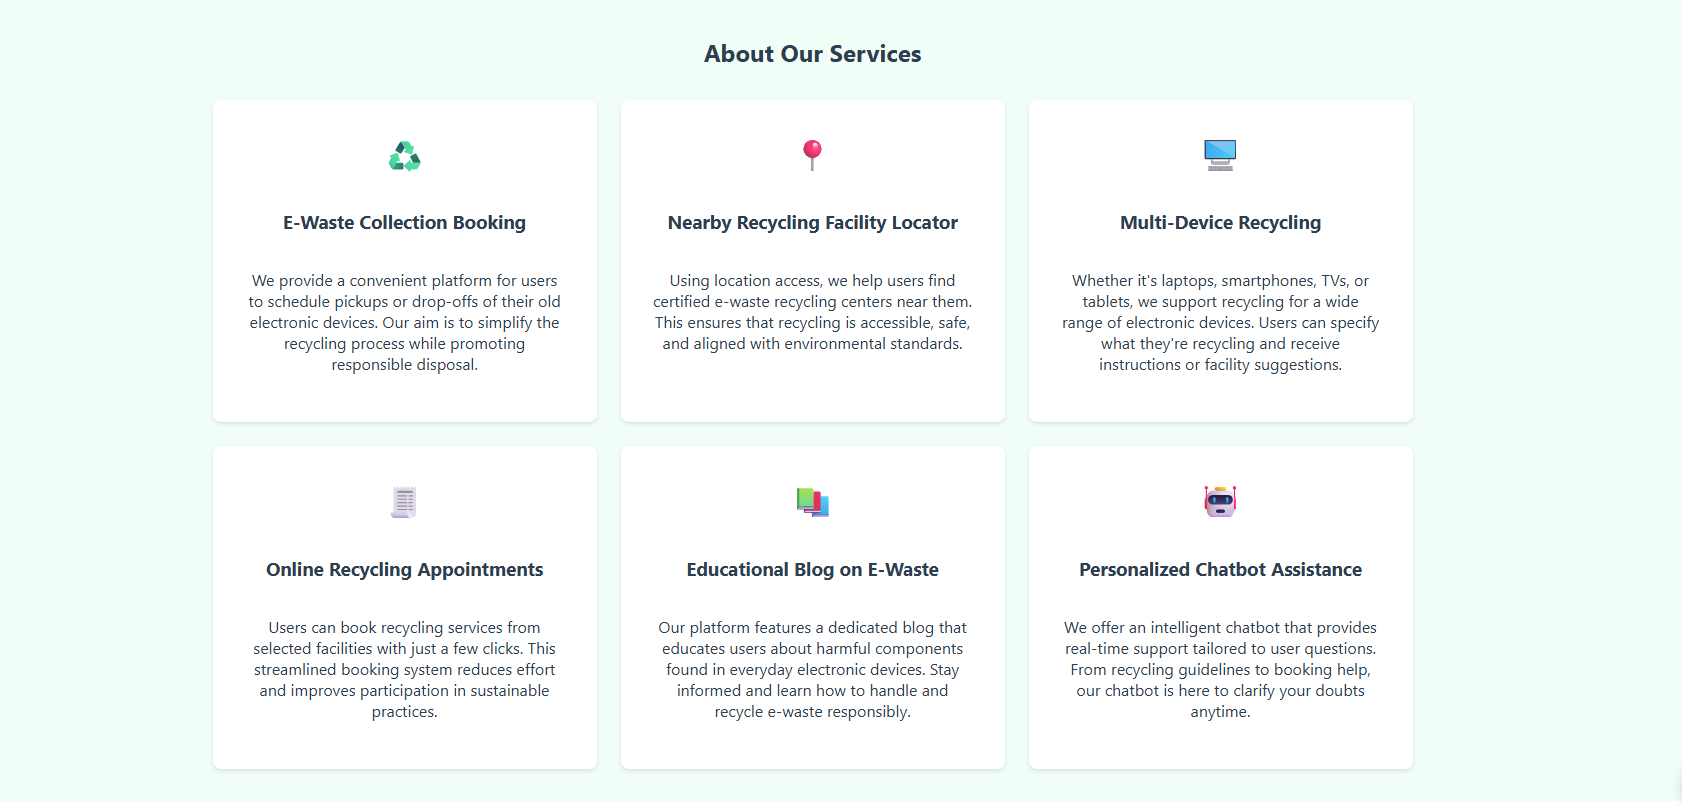 About Our Services
E-Waste Collection Booking
We provide a convenient platform for users
to schedule pickups or drop-offs of their old
electronic devices. Our aim is to simplify the
recycling process while promoting
responsible disposal.
Nearby Recycling Facility Locator
Using location access, we help users find
certified e-waste recycling centers near them.
This ensures that recycling is accessible, safe,
and aligned with environmental standards.
Multi-Device Recycling
Whether it's laptops, smartphones, TVs, or
tablets, we support recycling for a wide
range of electronic devices. Users can specify
what they're recycling and receive
instructions or facility suggestions.
Online Recycling Appointments
Users can book recycling services from
selected facilities with just a few clicks. This
streamlined booking system reduces effort
and improves participation in sustainable
practices.
Educational Blog on E-Waste
Our platform features a dedicated blog that
educates users about harmful components
found in everyday electronic devices. Stay
informed and learn how to handle and
recycle e-waste responsibly.
Personalized Chatbot Assistance
We offer an intelligent chatbot that provides
real-time support tailored to user questions.
From recycling guidelines to booking help,
our chatbot is here to clarify your doubts
anytime.